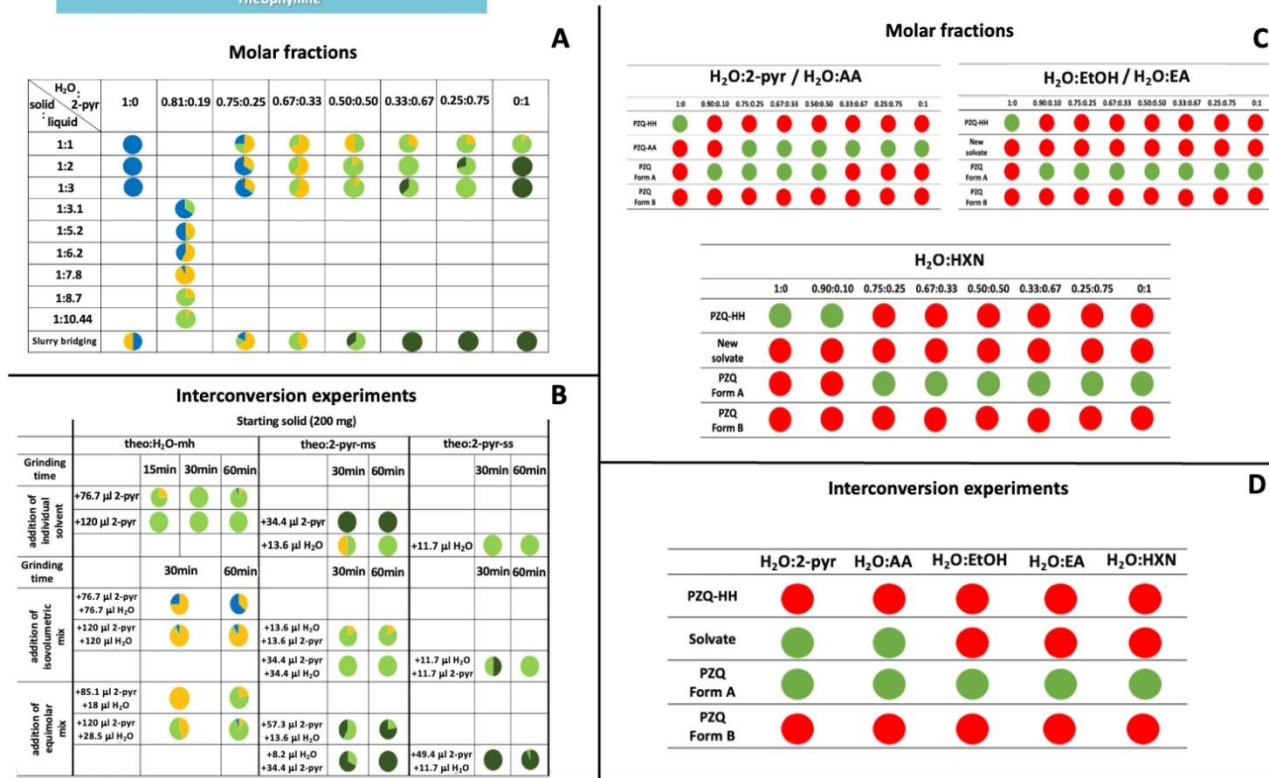 Theophylline
A
Molar fractions
H₂O:
2-pyr
solid
:
liquid
1:0 0.81:0.19 0.75:0.25 0.67:0.33 0.50:0.50 0.33:0.67 0.25:0.75 0:1
1:1
1:2
1:3
1:3.1
1:5.2
1:6.2
1:7.8
1:8.7
1:10.44
Slurry bridging
B
Interconversion experiments
Starting solid (200 mg)
theo:H₂O-mh theo:2-pyr-ms theo:2-pyr-ss
Grinding time 15min 30min 60min 30min 60min 30min 60min
addition of individual solvent
+76.7 µl 2-pyr
+120 µl 2-pyr +34.4 µl 2-pyr
+13.6 µl H₂O +11.7 µl H₂O
Grinding time 30min 60min 30min 60min 30min 60min
addition of isovolumetric mix
+76.7 µl 2-pyr
+76.7 µl H₂O
+120 µl 2-pyr +13.6 µl H₂O
+120 µl H₂O +13.6 µl 2-pyr
+34.4 µl 2-pyr +11.7 µl H₂O
+34.4 µl H₂O +11.7 µl 2-pyr
addition of equimolar mix
+85.1 µl 2-pyr
+18 µl H₂O
+120 µl 2-pyr +57.3 µl 2-pyr
+28.5 µl H₂O +13.6 µl H₂O
+8.2 µl H₂O +49.4 µl 2-pyr
+34.4 µl 2-pyr +11.7 µl H₂O
C
Molar fractions
H₂O:2-pyr / H₂O:AA
1:0 0.90:0.10 0.75:0.25 0.67:0.33 0.50:0.50 0.33:0.67 0.25:0.75 0:1
PZQ-HH
PZQ-AA
PZQ
Form A
PZQ
Form B
H₂O:EtOH / H₂O:EA
1:0 0.90:0.10 0.75:0.25 0.67:0.33 0.50:0.50 0.33:0.67 0.25:0.75 0:1
PZQ-HH
New
solvate
PZQ
Form A
PZQ
Form B
H₂O:HXN
1:0 0.90:0.10 0.75:0.25 0.67:0.33 0.50:0.50 0.33:0.67 0.25:0.75 0:1
PZQ-HH
New
solvate
PZQ
Form A
PZQ
Form B
D
Interconversion experiments
H₂O:2-pyr H₂O:AA H₂O:EtOH H₂O:EA H₂O:HXN
PZQ-HH
Solvate
PZQ
Form A
PZQ
Form B